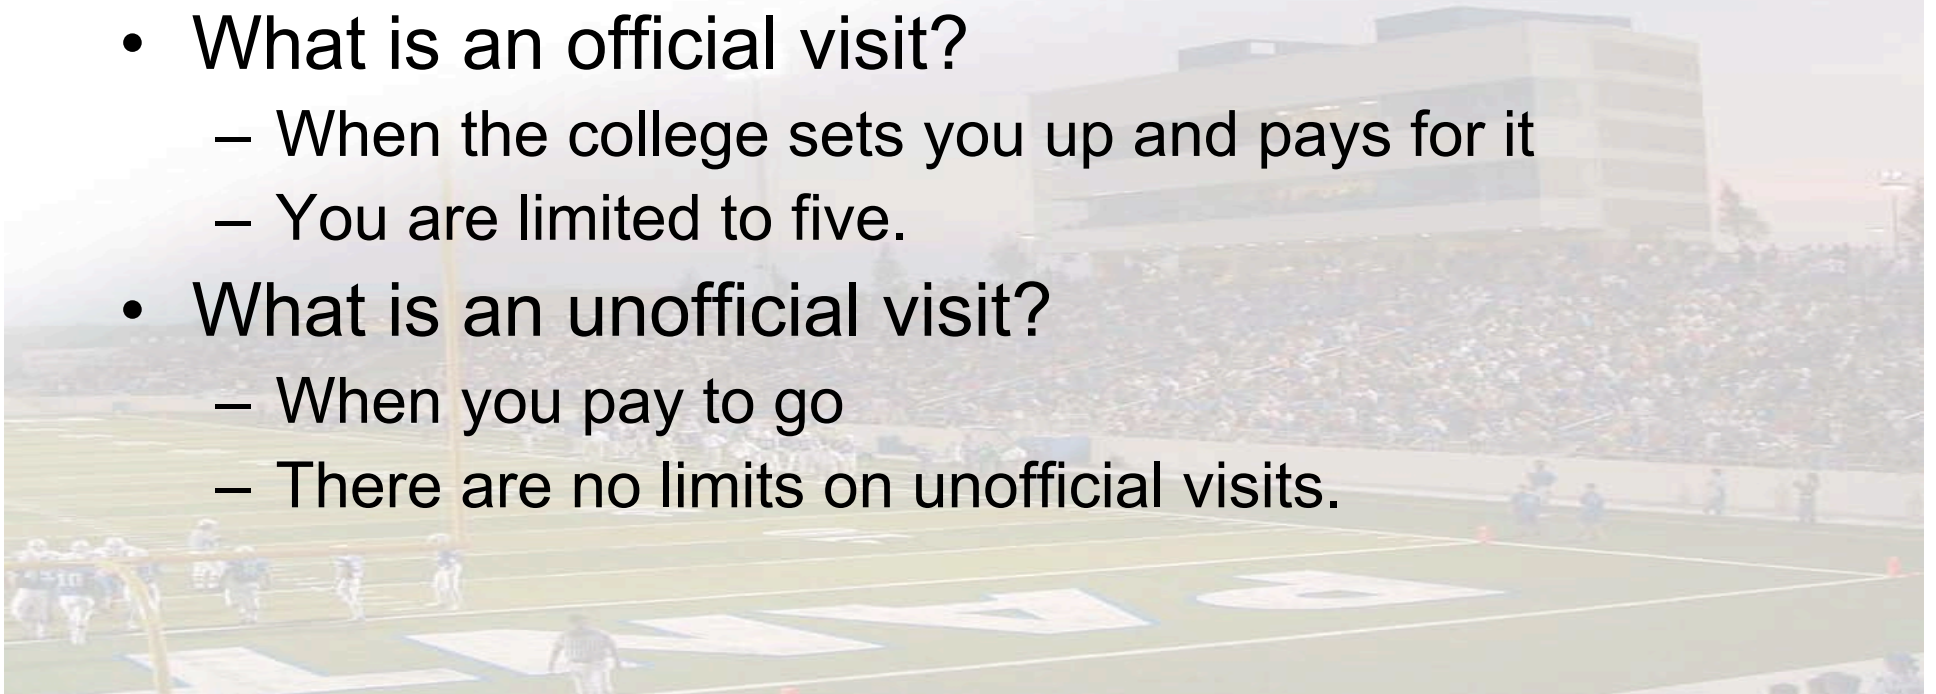 • What is an official visit?
– When the college sets you up and pays for it
– You are limited to five.
• What is an unofficial visit?
– When you pay to go
– There are no limits on unofficial visits.